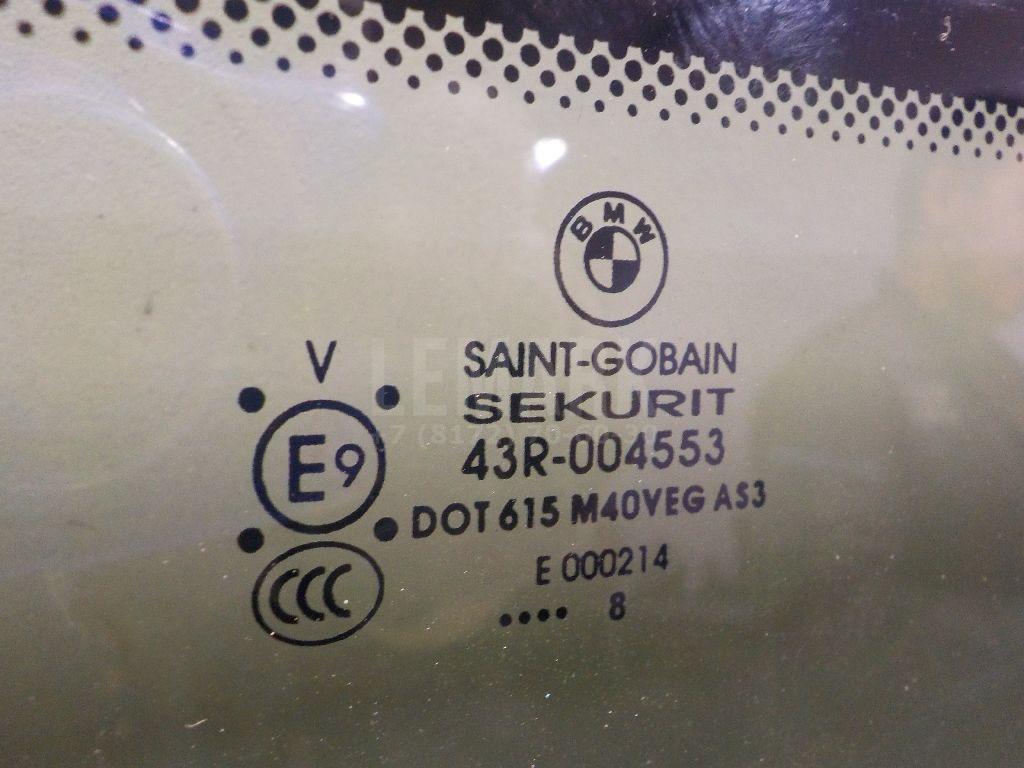 BMW
V
SAINT-GOBAIN
SEKURIT
E9
43R-004553
DOT 615 M40VEG AS3
CCC
E 000214
.... 8